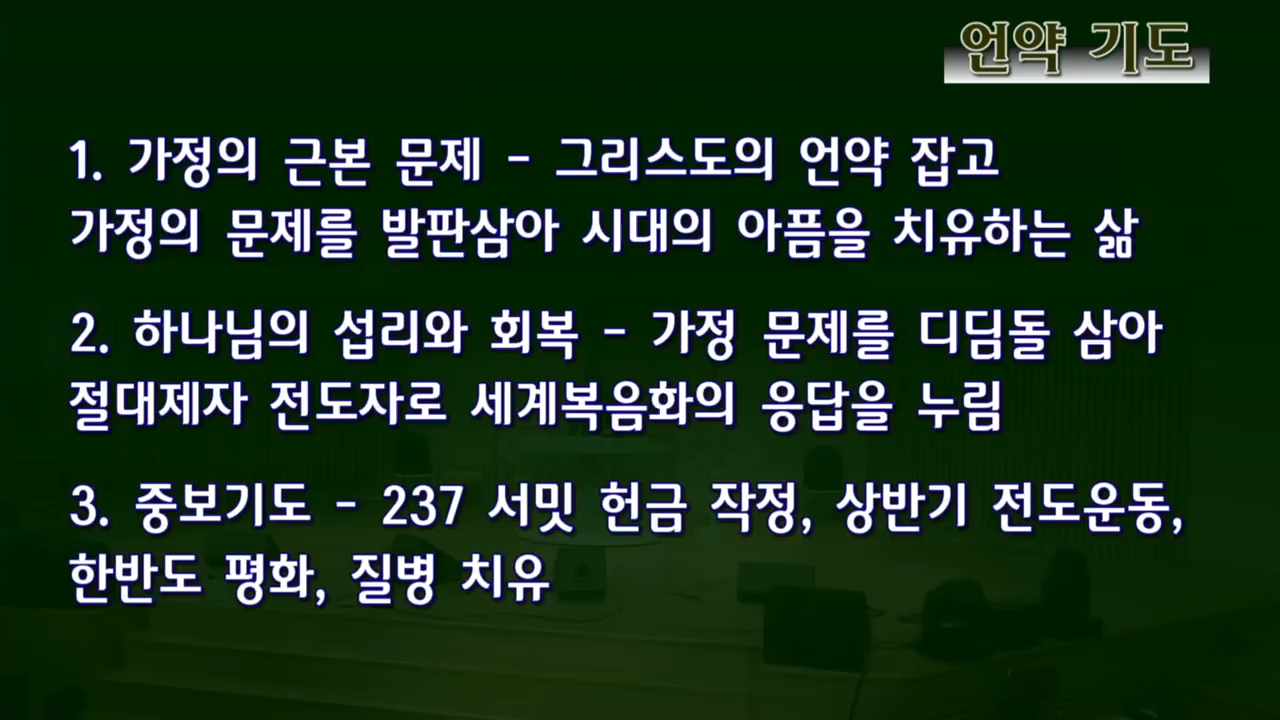 언약 기도
1. 가정의 근본 문제 - 그리스도의 언약 잡고
가정의 문제를 발판삼아 시대의 아픔을 치유하는 삶
2. 하나님의 섭리와 회복 - 가정 문제를 디딤돌 삼아
절대제자 전도자로 세계복음화의 응답을 누림
3. 중보기도 - 237 서밋 헌금 작정, 상반기 전도운동,
한반도 평화, 질병 치유